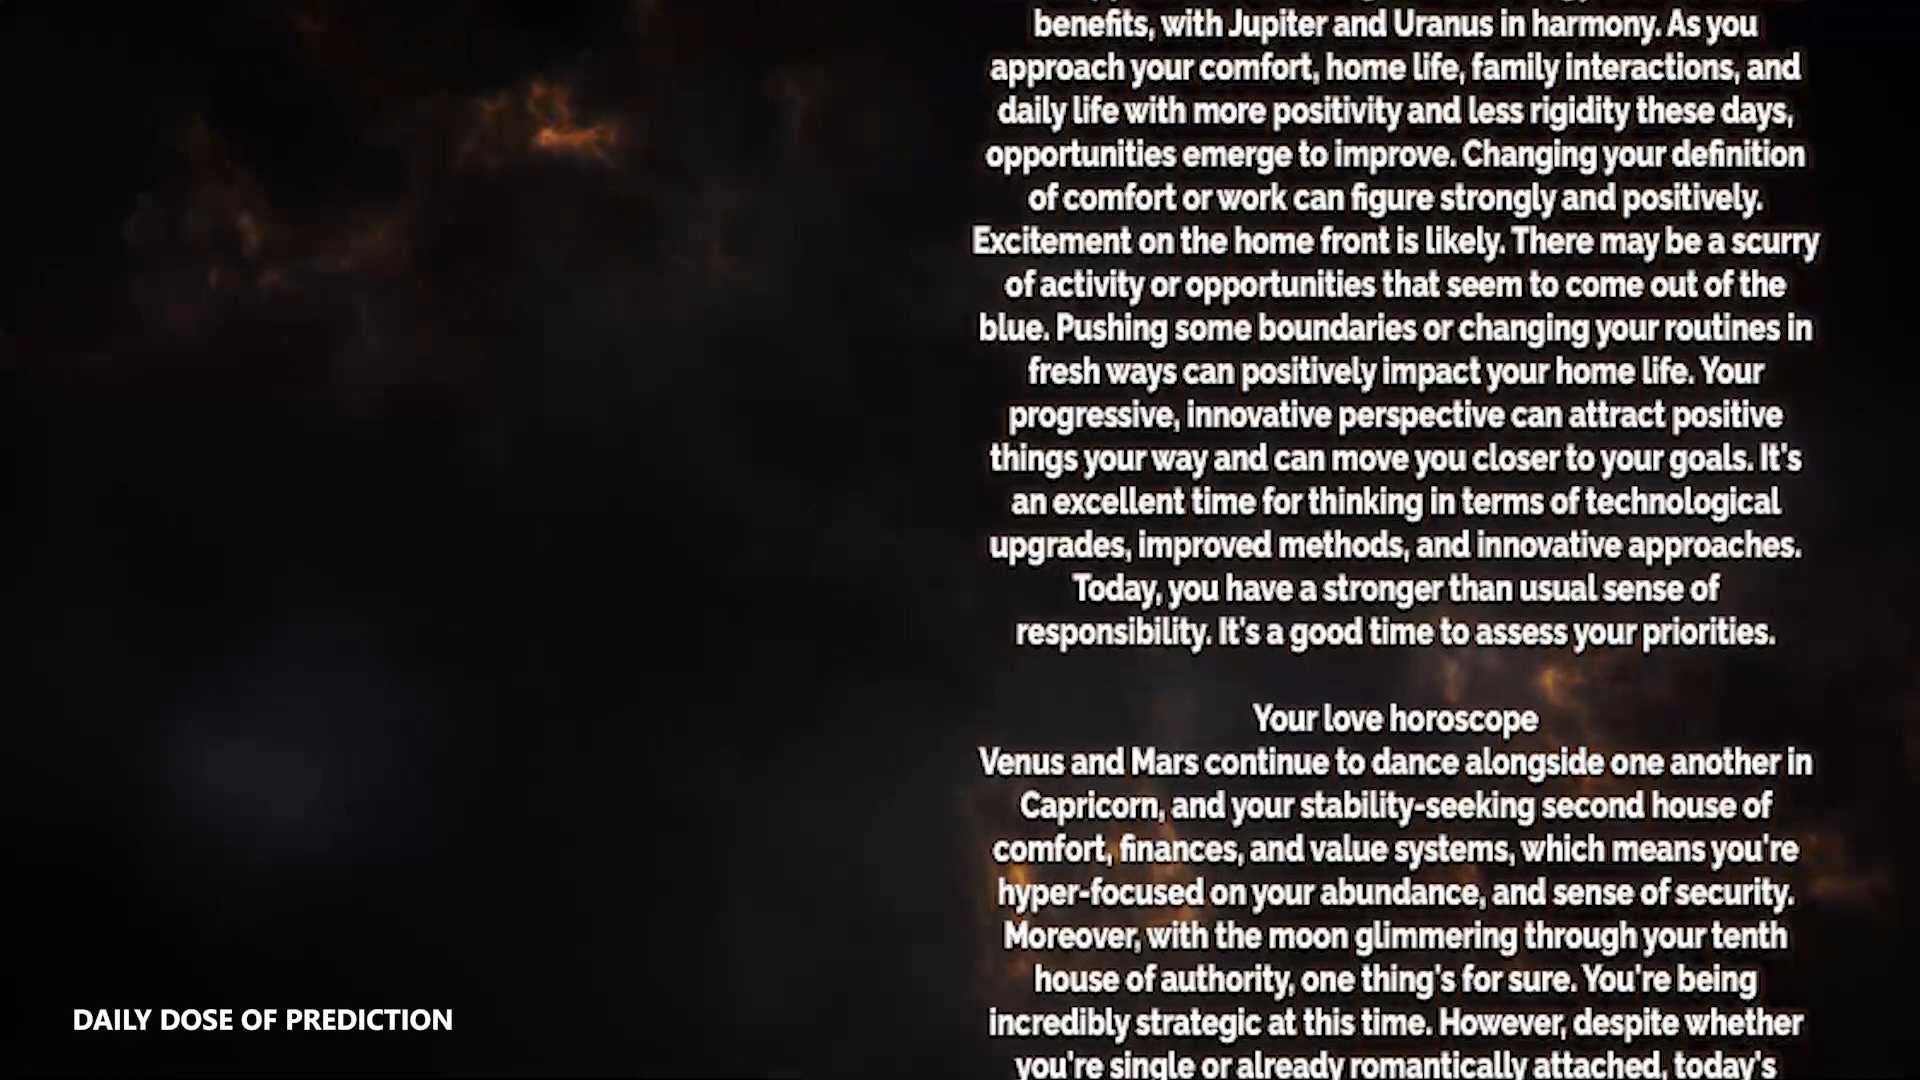 benefits, with Jupiter and Uranus in harmony. As you
approach your comfort, home life, family interactions, and
daily life with more positivity and less rigidity these days,
opportunities emerge to improve. Changing your definition
of comfort or work can figure strongly and positively.
Excitement on the home front is likely. There may be a scurry
of activity or opportunities that seem to come out of the
blue. Pushing some boundaries or changing your routines in
fresh ways can positively impact your home life. Your
progressive, innovative perspective can attract positive
things your way and can move you closer to your goals. It's
an excellent time for thinking in terms of technological
upgrades, improved methods, and innovative approaches.
Today, you have a stronger than usual sense of
responsibility. It's a good time to assess your priorities.
Your love horoscope
Venus and Mars continue to dance alongside one another in
Capricorn, and your stability-seeking second house of
comfort, finances, and value systems, which means you're
hyper-focused on your abundance, and sense of security.
Moreover, with the moon glimmering through your tenth
house of authority, one thing's for sure. You're being
incredibly strategic at this time. However, despite whether
you're single or already romantically attached, today's
DAILY DOSE OF PREDICTION